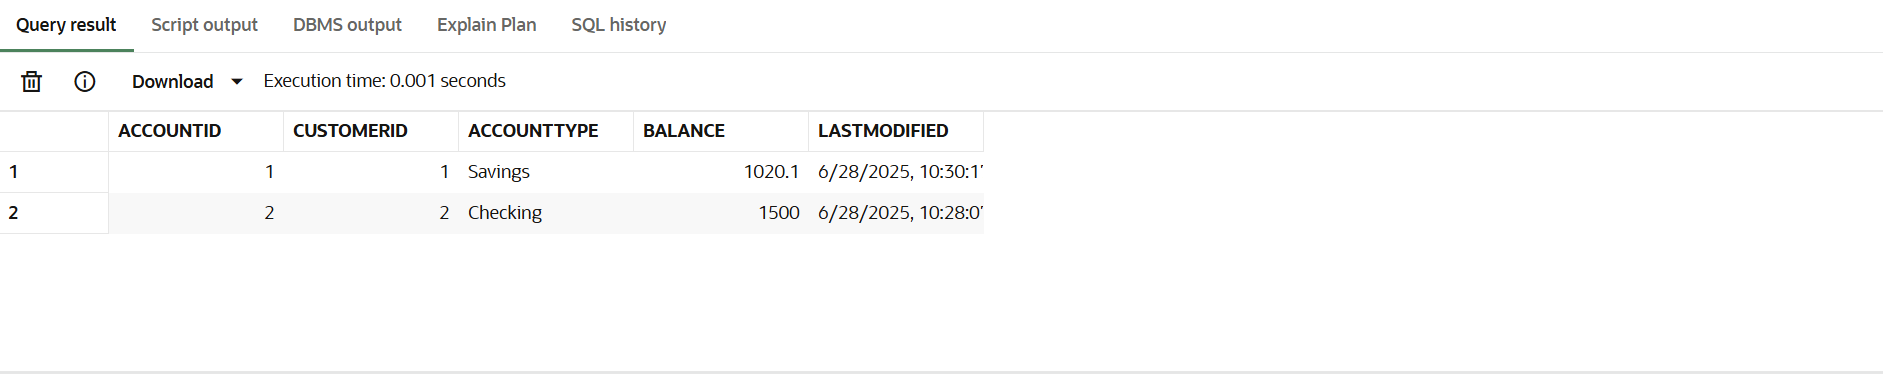 Query result Script output DBMS output Explain Plan SQL history
Download Execution time: 0.001 seconds
ACCOUNTID CUSTOMERID ACCOUNTTYPE BALANCE LASTMODIFIED
1 1 1 Savings 1020.1 6/28/2025, 10:30:1
2 2 2 Checking 1500 6/28/2025, 10:28:0